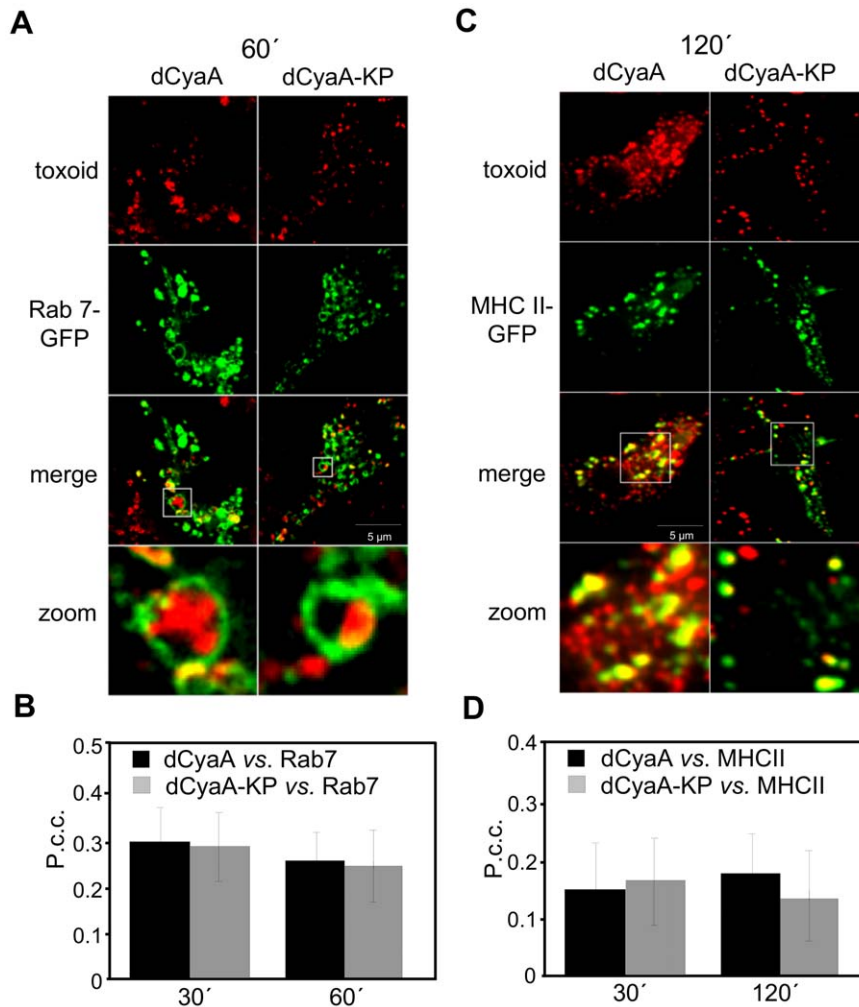 A
60´
dCyaA dCyaA-KP
toxoid
Rab 7-
GFP
merge
5 µm
zoom
B
0.5
0.4
0.3
0.2
0.1
0
P.c.c.
dCyaA vs. Rab7
dCyaA-KP vs. Rab7
30´ 60´
C
120´
dCyaA dCyaA-KP
toxoid
MHC II-
GFP
merge
5 µm
zoom
D
0.4
0.3
0.2
0.1
0
P.c.c.
dCyaA vs. MHCII
dCyaA-KP vs. MHCII
30´ 120´